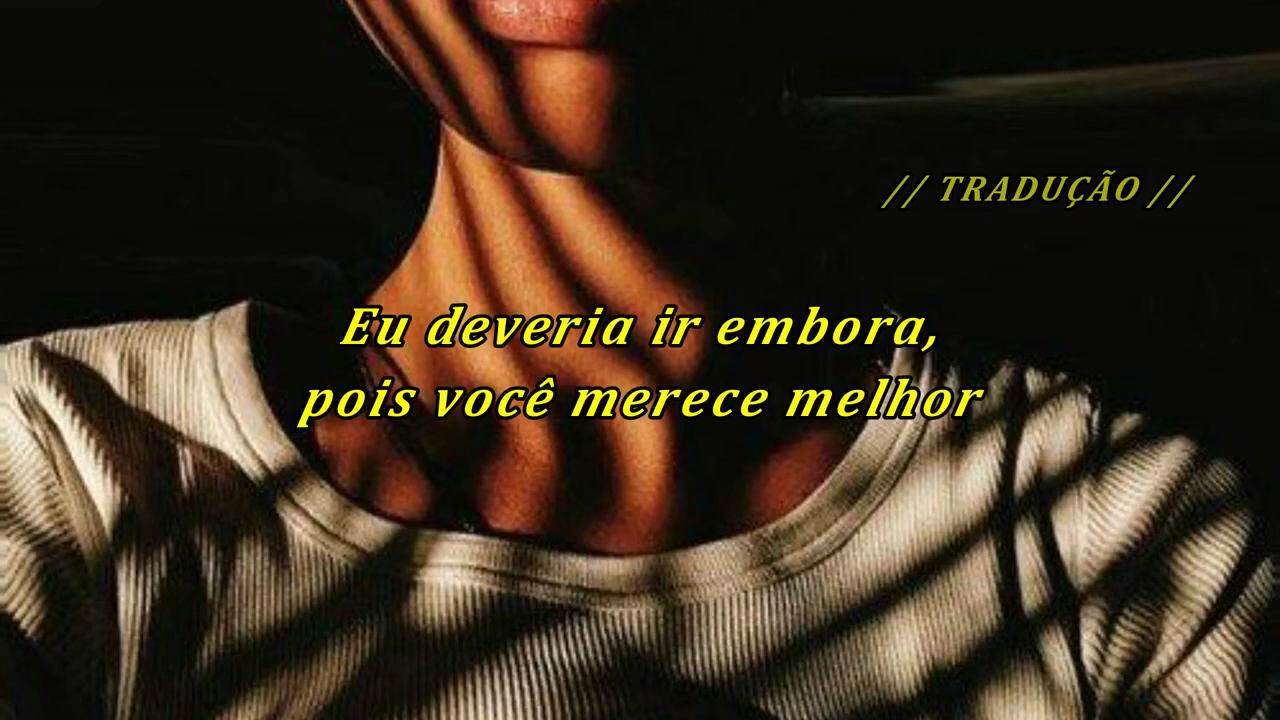 // TRADUÇÃO //
Eu deveria ir embora,
pois você merece melhor